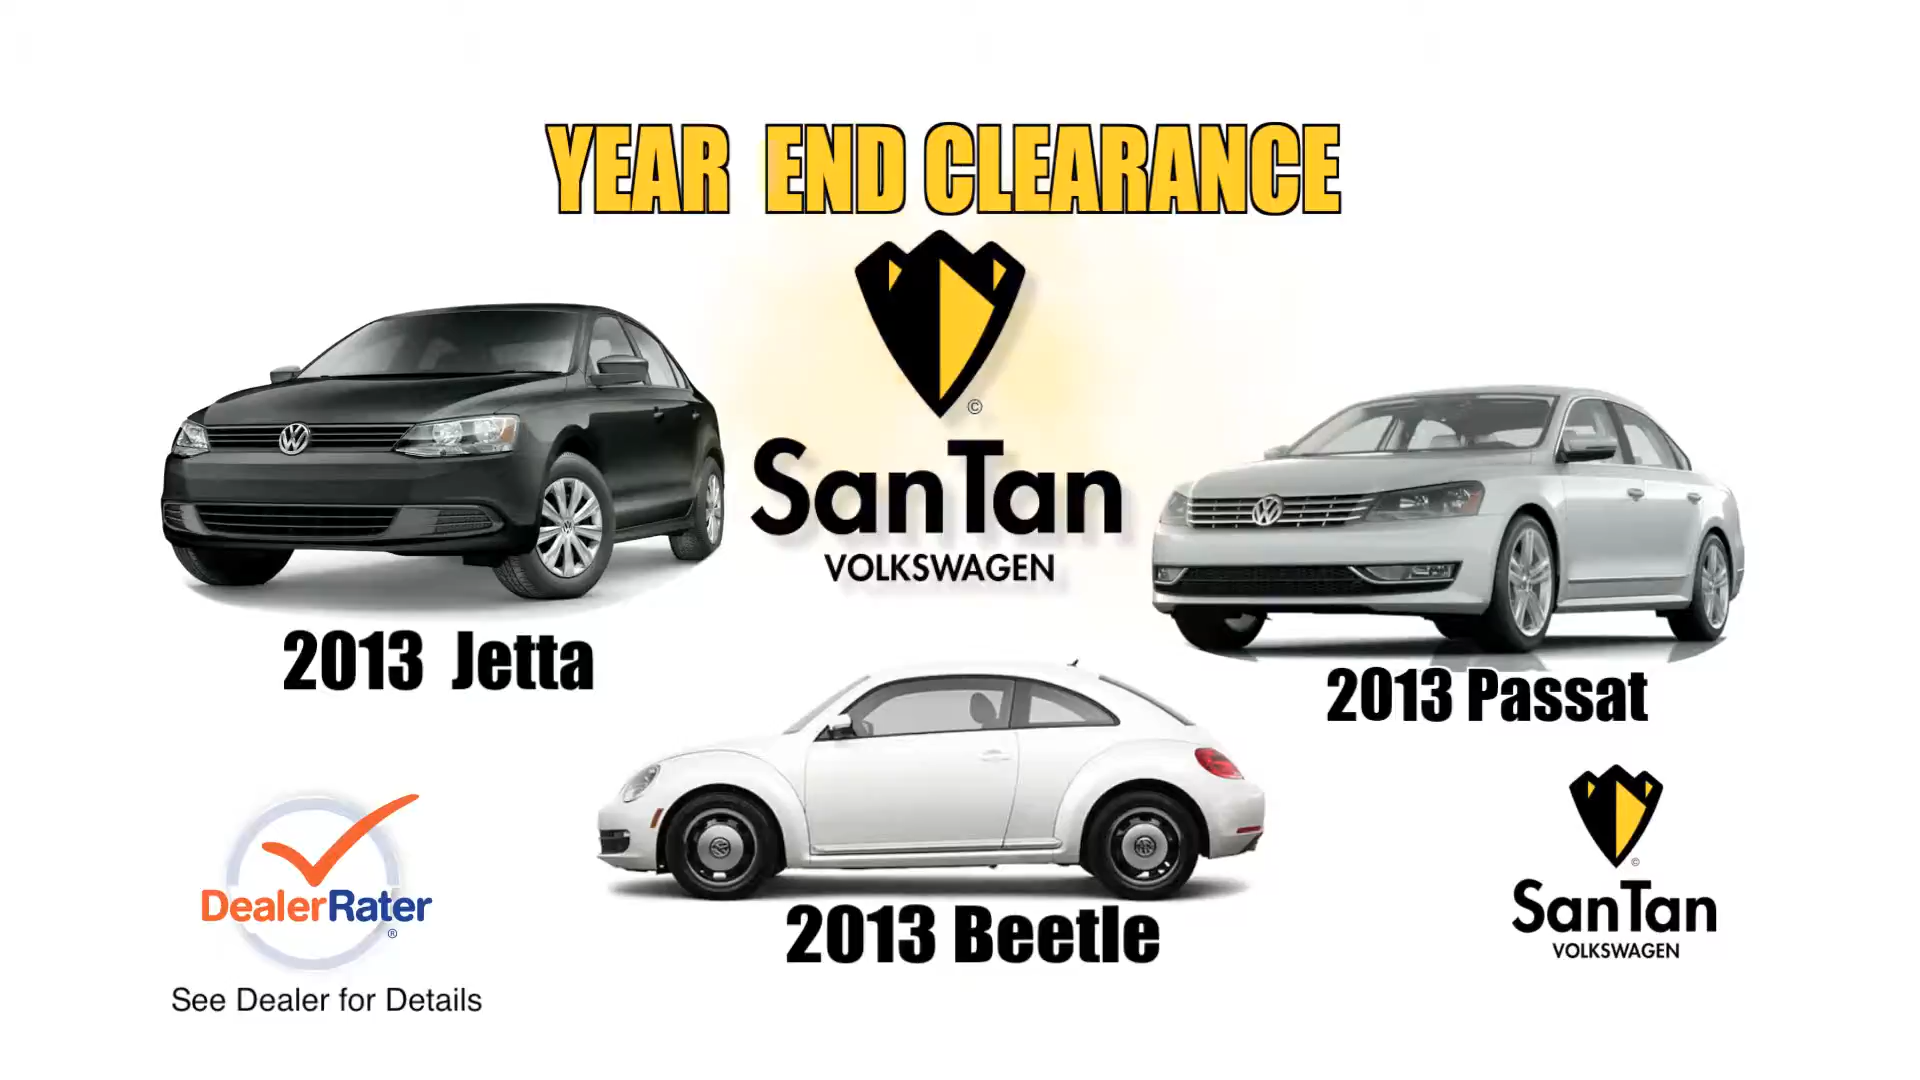 YEAR END CLEARANCE
©
SanTan
VOLKSWAGEN
2013 Jetta
2013 Passat
2013 Beetle
DealerRater
®
See Dealer for Details
©
SanTan
VOLKSWAGEN